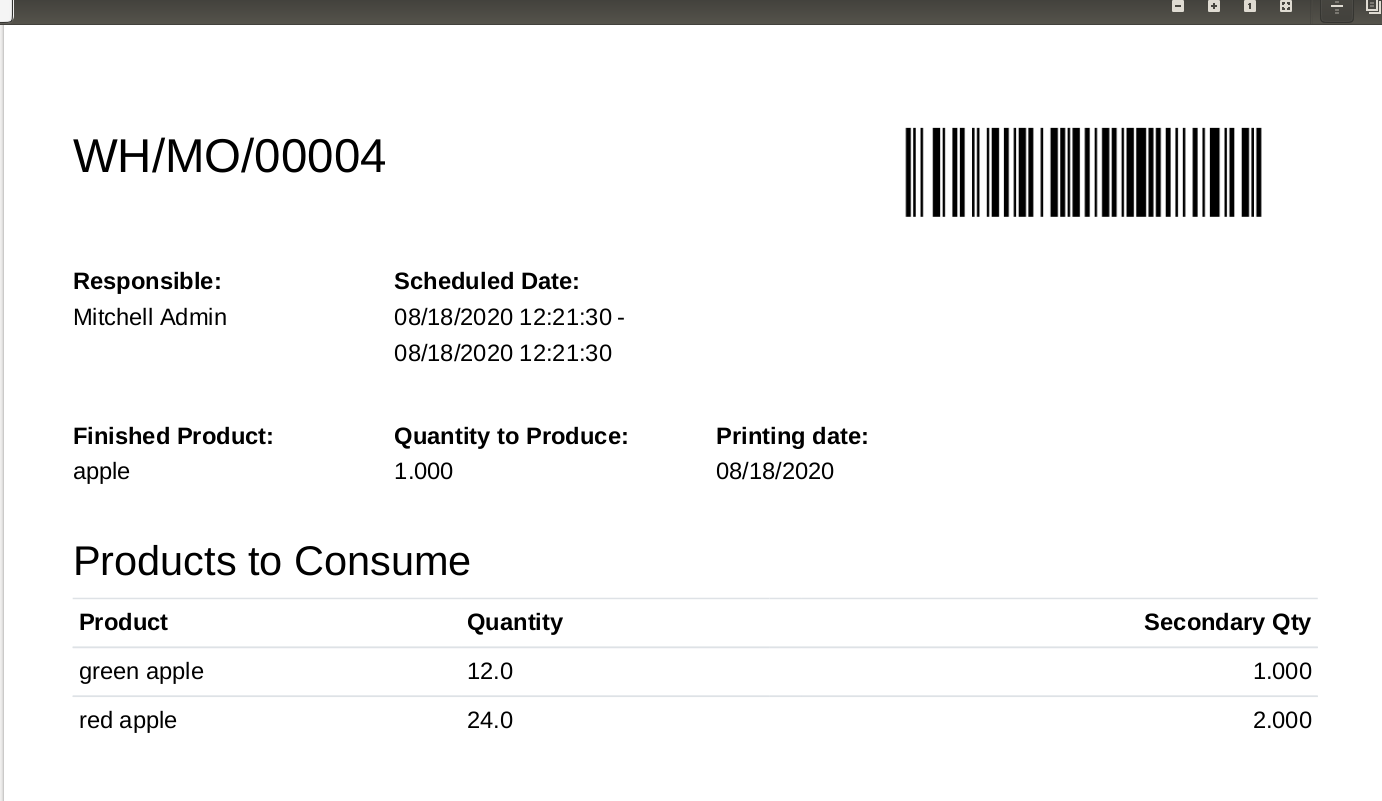 WH/MO/00004
Responsible: Scheduled Date:
Mitchell Admin 08/18/2020 12:21:30 -
08/18/2020 12:21:30
Finished Product: Quantity to Produce: Printing date:
apple 1.000 08/18/2020
Products to Consume
Product Quantity Secondary Qty
green apple 12.0 1.000
red apple 24.0 2.000